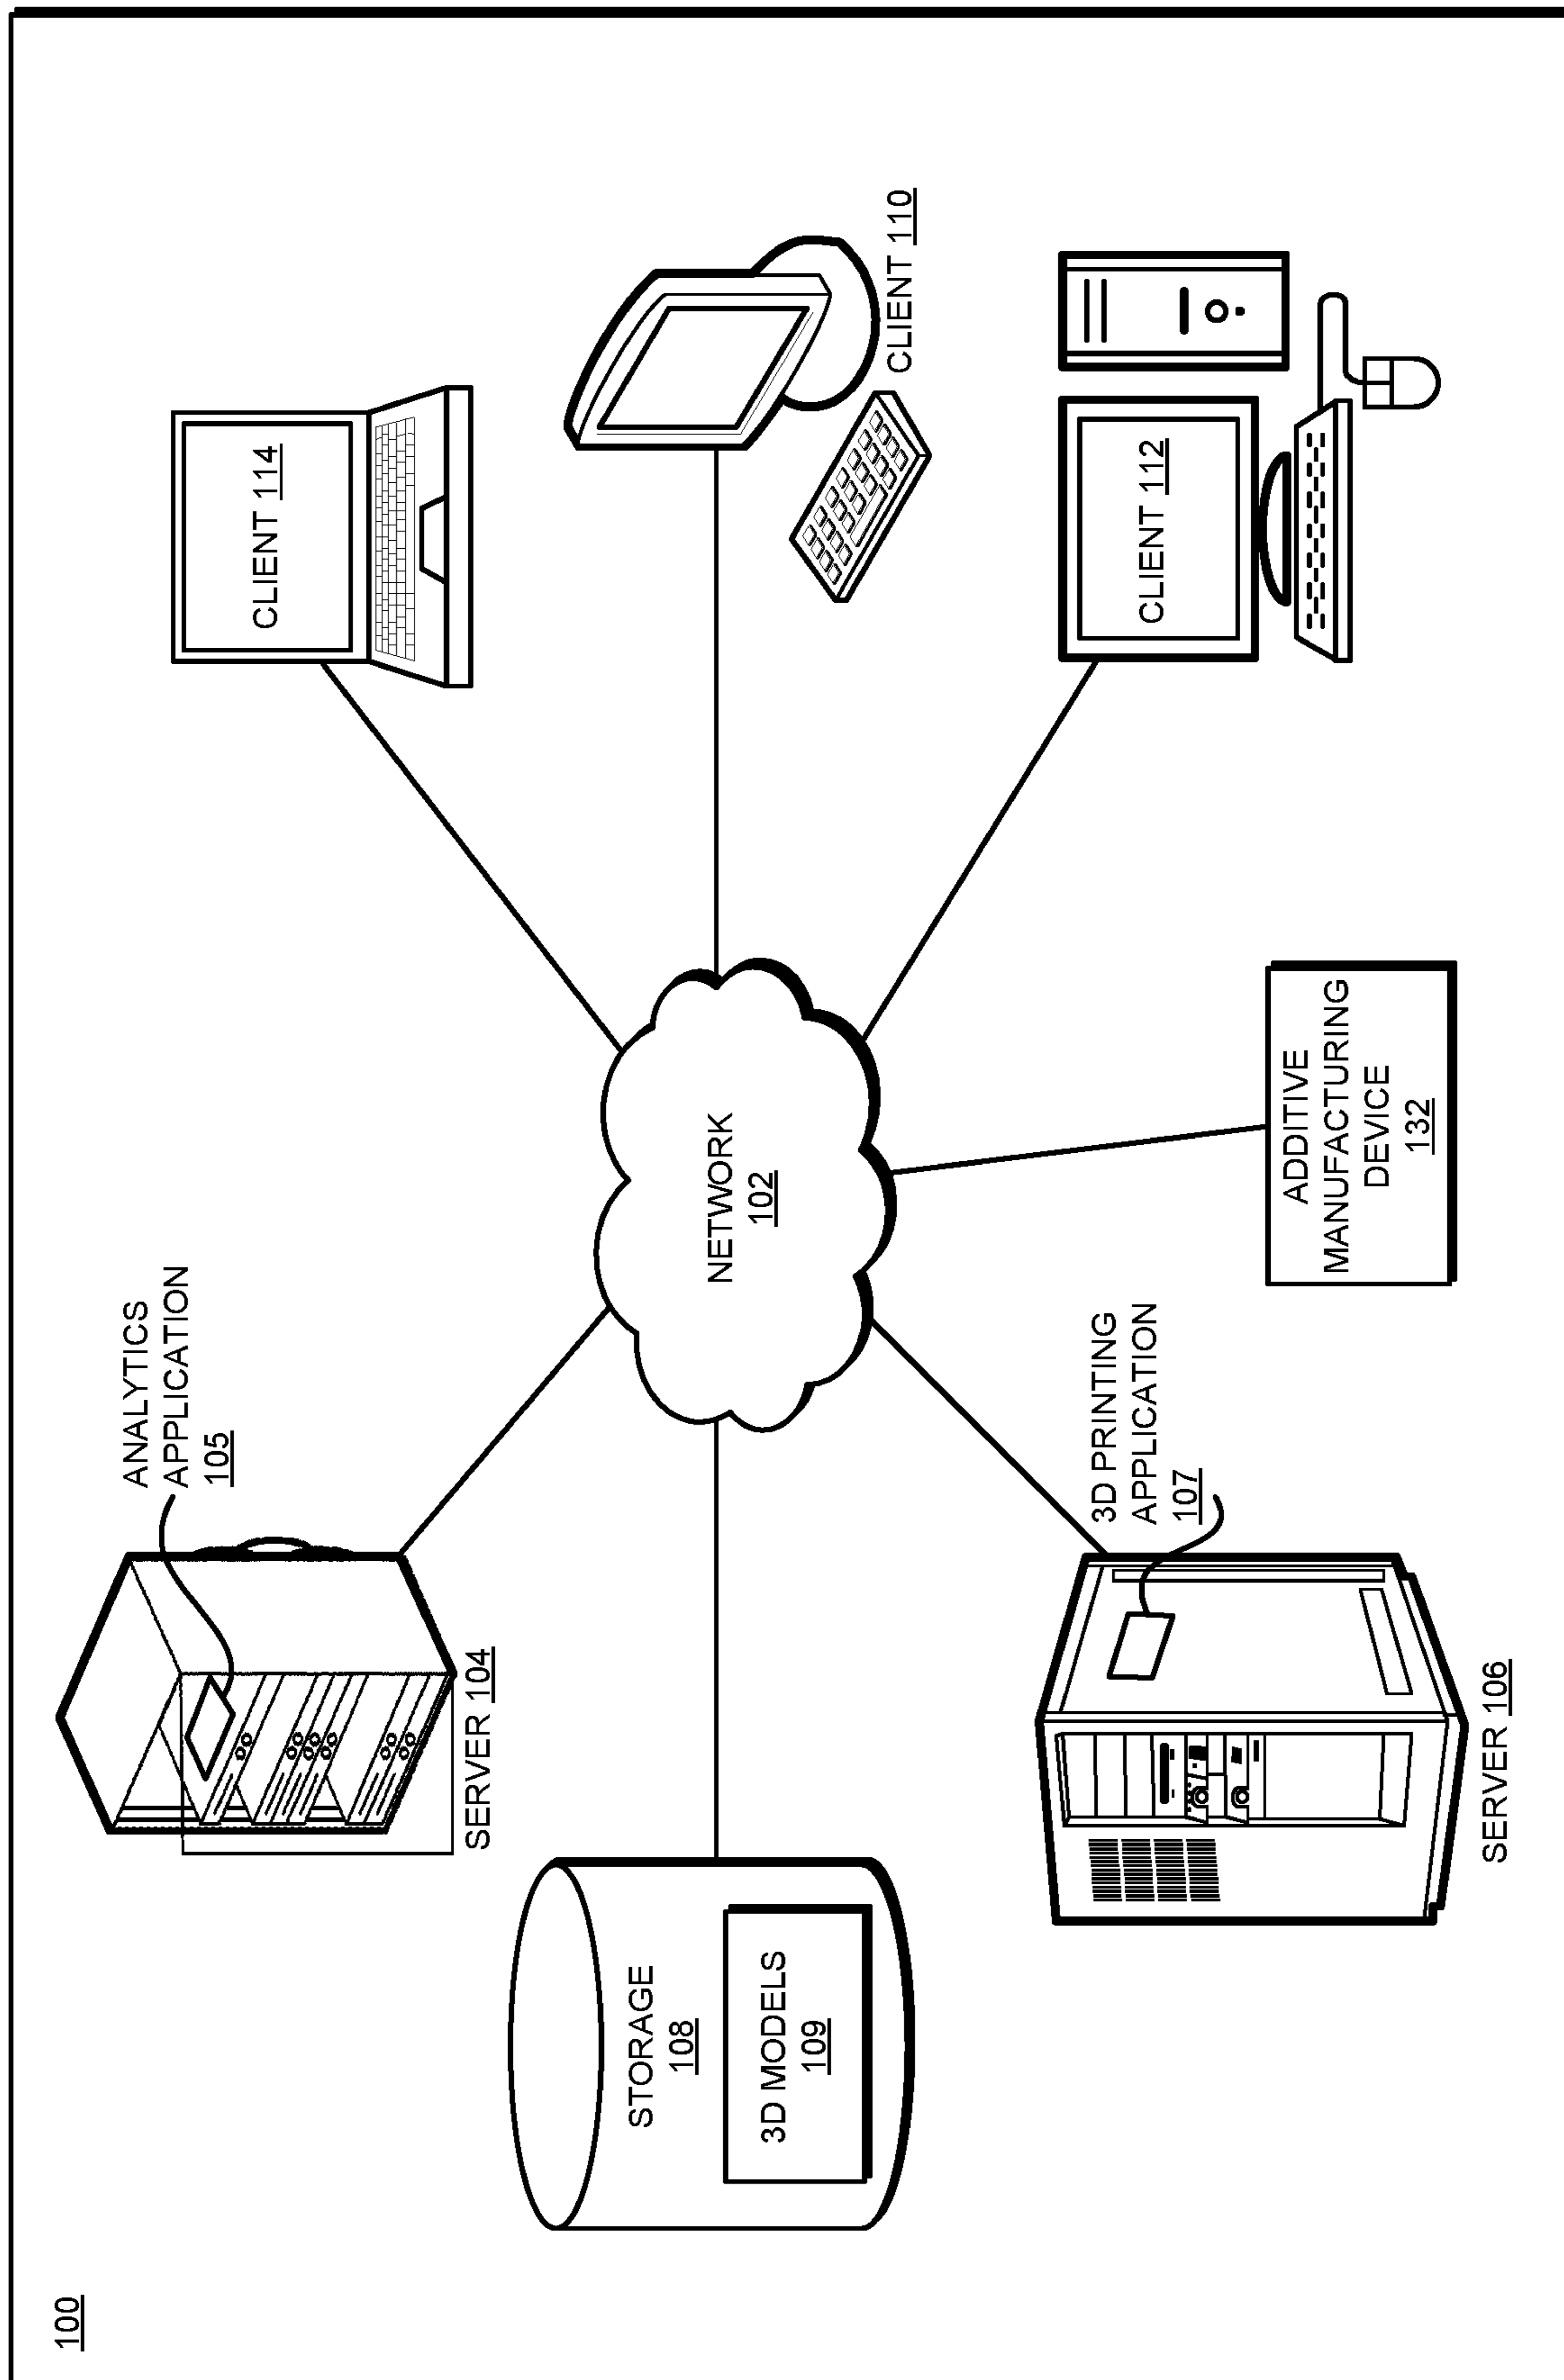 100
ANALYTICS
APPLICATION
105
SERVER 104
CLIENT 114
STORAGE
108
3D MODELS
109
NETWORK
102
CLIENT 110
3D PRINTING
APPLICATION
107
SERVER 106
ADDITIVE
MANUFACTURING
DEVICE
132
CLIENT 112